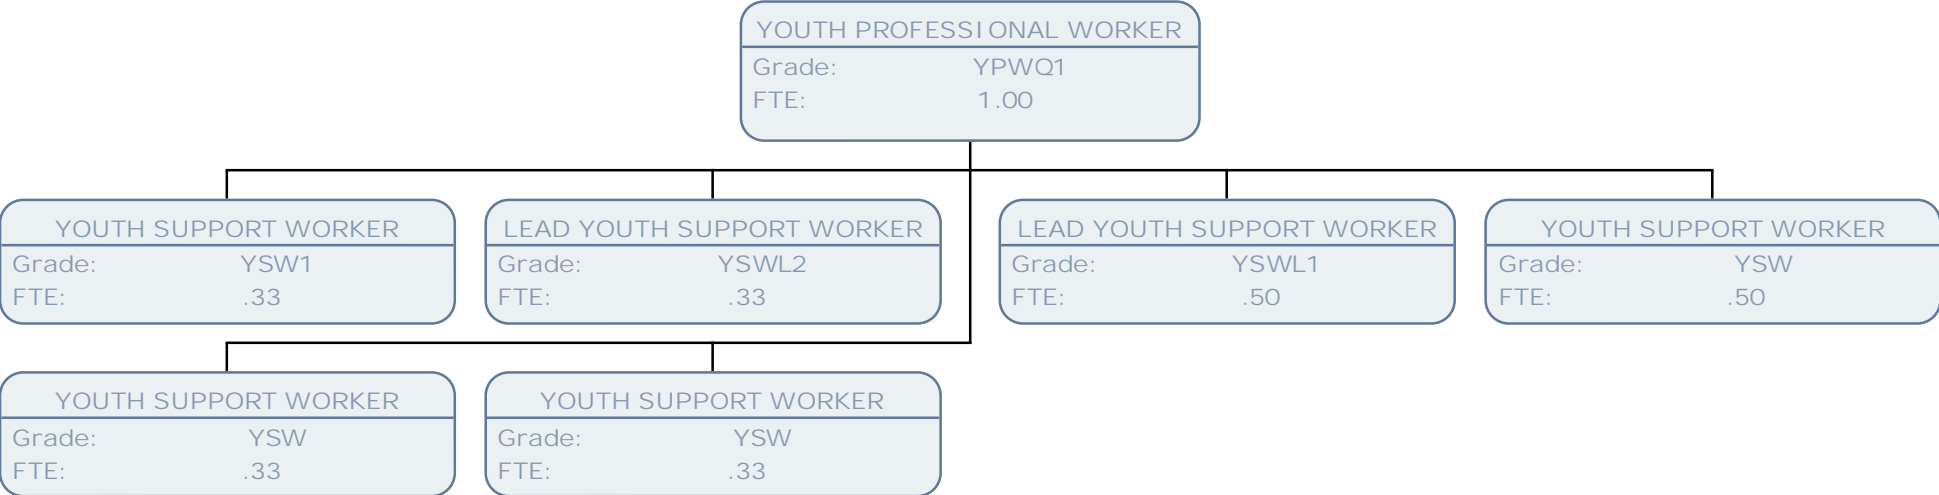 YOUTH PROFESSIONAL WORKER
Grade: YPWQ1
FTE: 1.00
YOUTH SUPPORT WORKER
Grade: YSW1
FTE: .33
LEAD YOUTH SUPPORT WORKER
Grade: YSWL2
FTE: .33
LEAD YOUTH SUPPORT WORKER
Grade: YSWL1
FTE: .50
YOUTH SUPPORT WORKER
Grade: YSW
FTE: .50
YOUTH SUPPORT WORKER
Grade: YSW
FTE: .33
YOUTH SUPPORT WORKER
Grade: YSW
FTE: .33